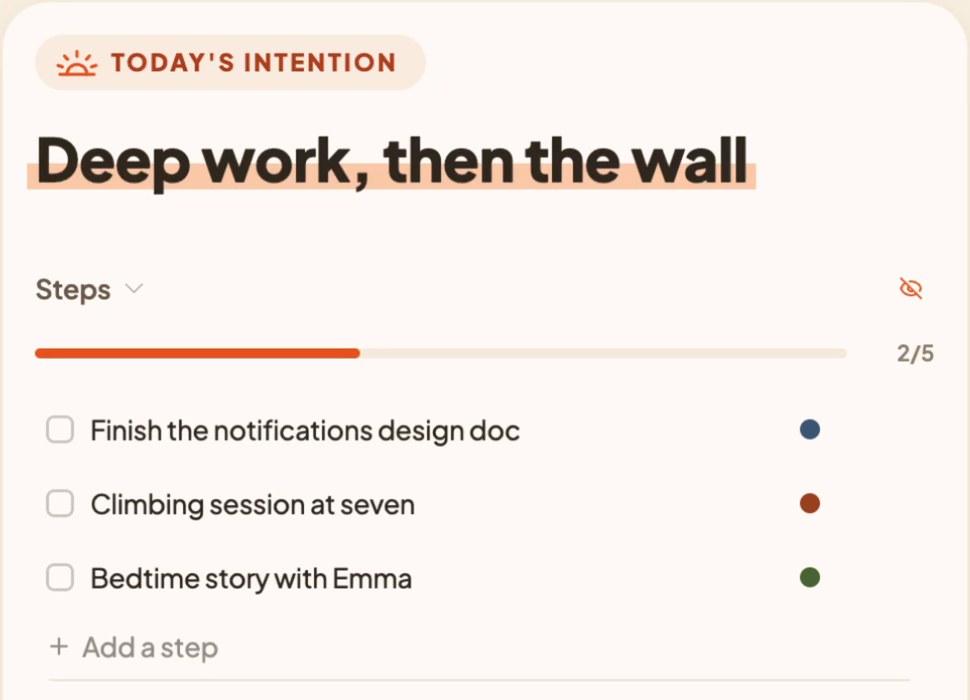 TODAY'S INTENTION
Deep work, then the wall
Steps
2/5
Finish the notifications design doc
Climbing session at seven
Bedtime story with Emma
+ Add a step